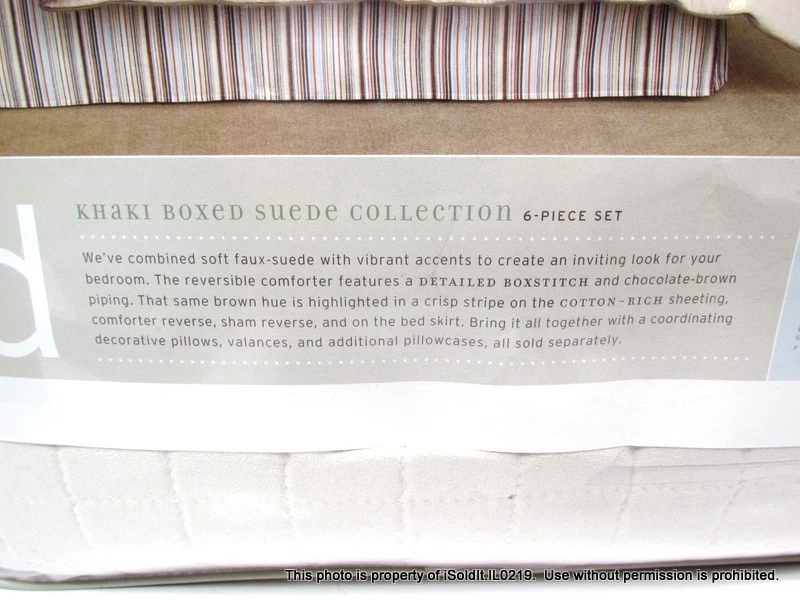 d
KHAKI BOXED SUEDE COLLECTION 6-PIECE SET
We've combined soft faux-suede with vibrant accents to create an inviting look for your
bedroom. The reversible comforter features a DETAILED BOXSTITCH and chocolate-brown
piping. That same brown hue is highlighted in a crisp stripe on the COTTON-RICH sheeting,
comforter reverse, sham reverse, and on the bed skirt. Bring it all together with a coordinating
decorative pillows, valances, and additional pillowcases, all sold separately.
This photo is property of iSoldIt.IL0219. Use without permission is prohibited.